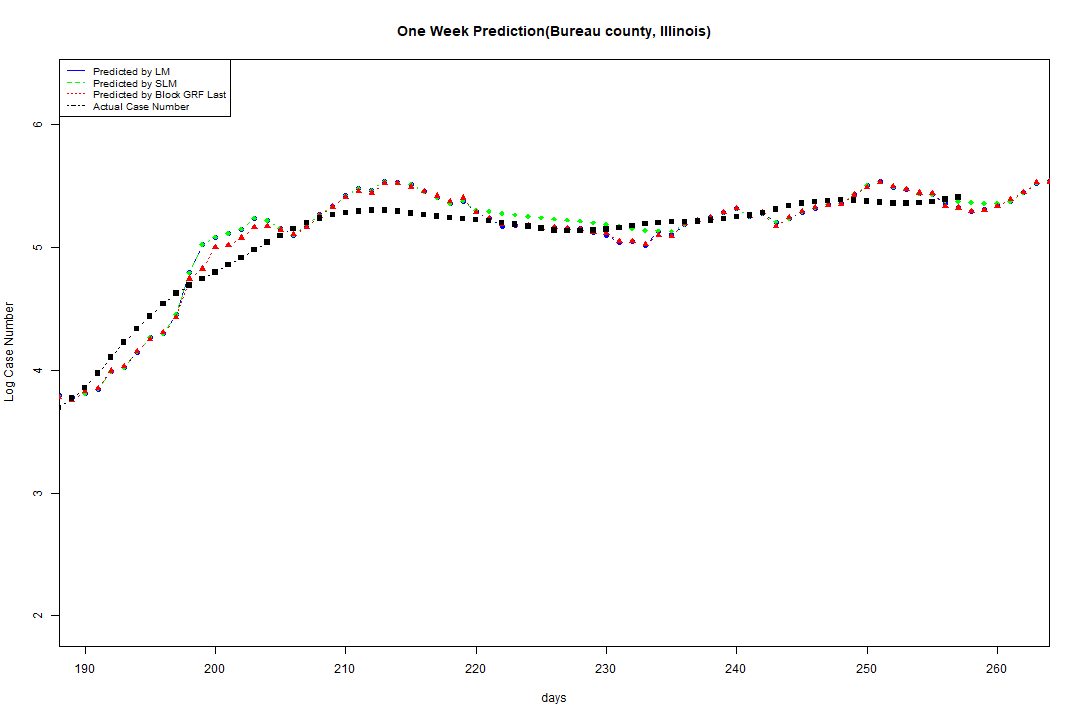 One Week Prediction(Bureau county, Illinois)
Predicted by LM
Predicted by SLM
Predicted by Block GRF Last
Actual Case Number
6
5
4
3
2
Log Case Number
190 200 210 220 230 240 250 260
days